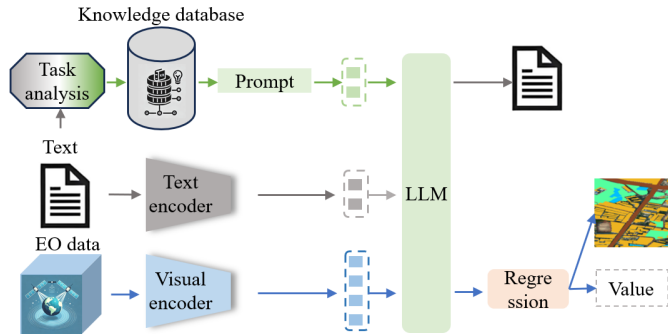 Knowledge database
Task
analysis
Prompt
Text
Text
encoder
LLM
EO data
Visual
encoder
Regre
ssion
Value